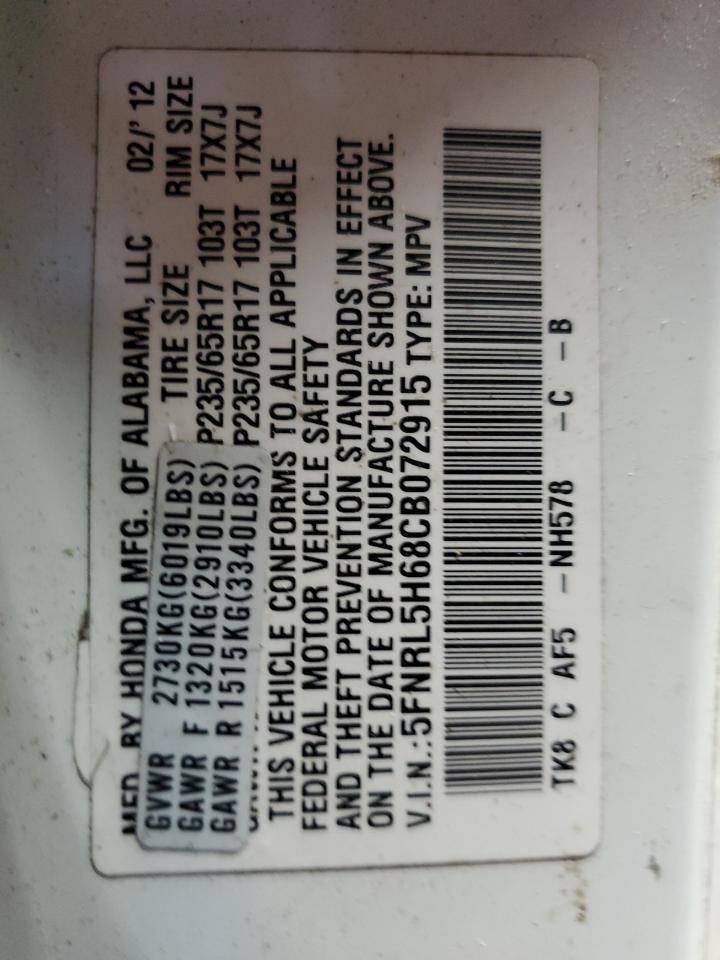 MFD. BY HONDA MFG. OF ALABAMA, LLC 02/' 12
TIRE SIZE RIM SIZE
GVWR 2730KG(6019LBS)
GAWR F 1320KG(2910LBS) P235/65R17 103T 17X7J
GAWR R 1515KG(3340LBS) P235/65R17 103T 17X7J
THIS VEHICLE CONFORMS TO ALL APPLICABLE
FEDERAL MOTOR VEHICLE SAFETY
AND THEFT PREVENTION STANDARDS IN EFFECT
ON THE DATE OF MANUFACTURE SHOWN ABOVE.
V.I.N.:5FNRL5H68CB072915 TYPE: MPV
TK8 C AF5 -NH578 -C -B